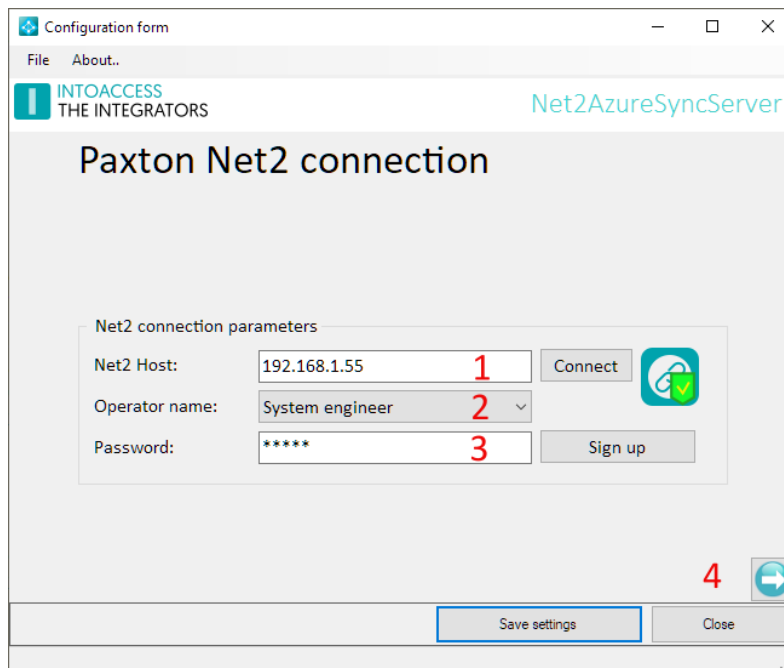 Configuration form
File About..
INTOACCESS
THE INTEGRATORS
Net2AzureSyncServer
Paxton Net2 connection
Net2 connection parameters
Net2 Host: 192.168.1.55 1 Connect
Operator name: System engineer 2
Password: ***** 3 Sign up
4
Save settings Close